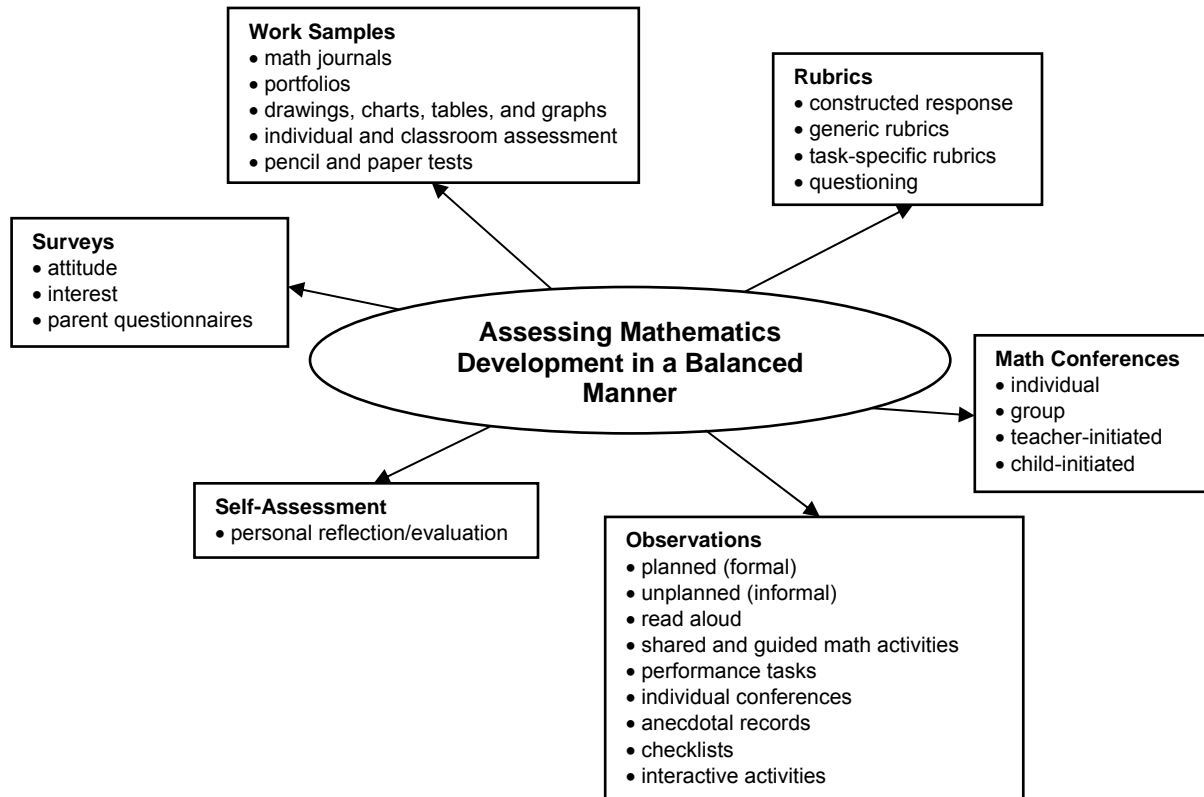 Work Samples
• math journals
• portfolios
• drawings, charts, tables, and graphs
• individual and classroom assessment
• pencil and paper tests
Rubrics
• constructed response
• generic rubrics
• task-specific rubrics
• questioning
Surveys
• attitude
• interest
• parent questionnaires
Assessing Mathematics
Development in a Balanced
Manner
Math Conferences
• individual
• group
• teacher-initiated
• child-initiated
Self-Assessment
• personal reflection/evaluation
Observations
• planned (formal)
• unplanned (informal)
• read aloud
• shared and guided math activities
• performance tasks
• individual conferences
• anecdotal records
• checklists
• interactive activities